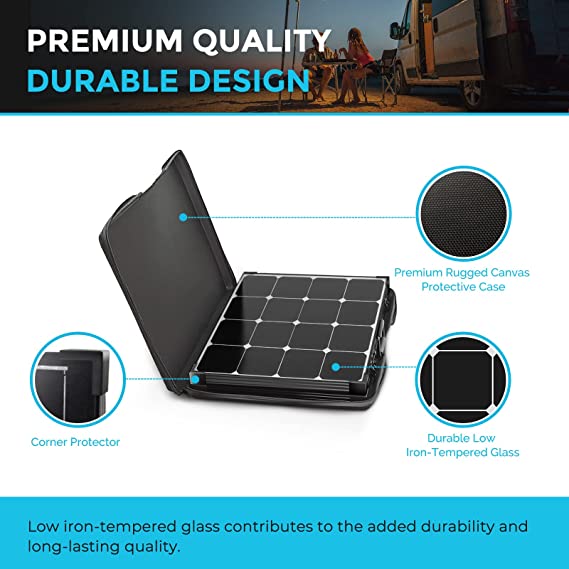 PREMIUM QUALITY
DURABLE DESIGN
Premium Rugged Canvas
Protective Case
Corner Protector
Durable Low
Iron-Tempered Glass
Low iron-tempered glass contributes to the added durability and
long-lasting quality.